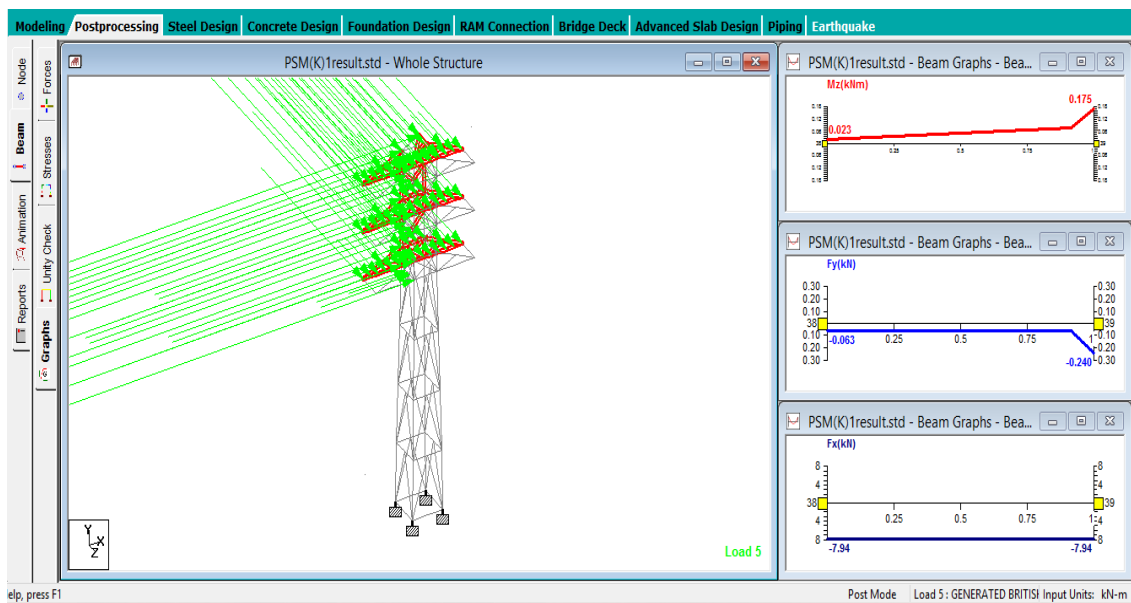 Modeling Postprocessing Steel Design Concrete Design Foundation Design RAM Connection Bridge Deck Advanced Slab Design Piping Earthquake
Node
Beam
Animation
Reports
Forces
Stresses
Unity Check
Graphs
PSM(K)1result.std - Whole Structure
Y
X
Z
Load 5
PSM(K)1result.std - Beam Graphs - Bea...
Mz(kNm)
0.175
0.023
0.25 0.5 0.75
PSM(K)1result.std - Beam Graphs - Bea...
Fy(kN)
0.30 0.30
0.20 0.20
0.10 0.10
38 39
0.10 0.25 0.5 0.75 1 0.10
0.20 -0.063 0.20
0.30 -0.240 0.30
PSM(K)1result.std - Beam Graphs - Bea...
Fx(kN)
8 8
4 4
38 39
4 0.25 0.5 0.75 1 4
8 8
-7.94 -7.94
elp, press F1 Post Mode Load 5 : GENERATED BRITISH Input Units: kN-m